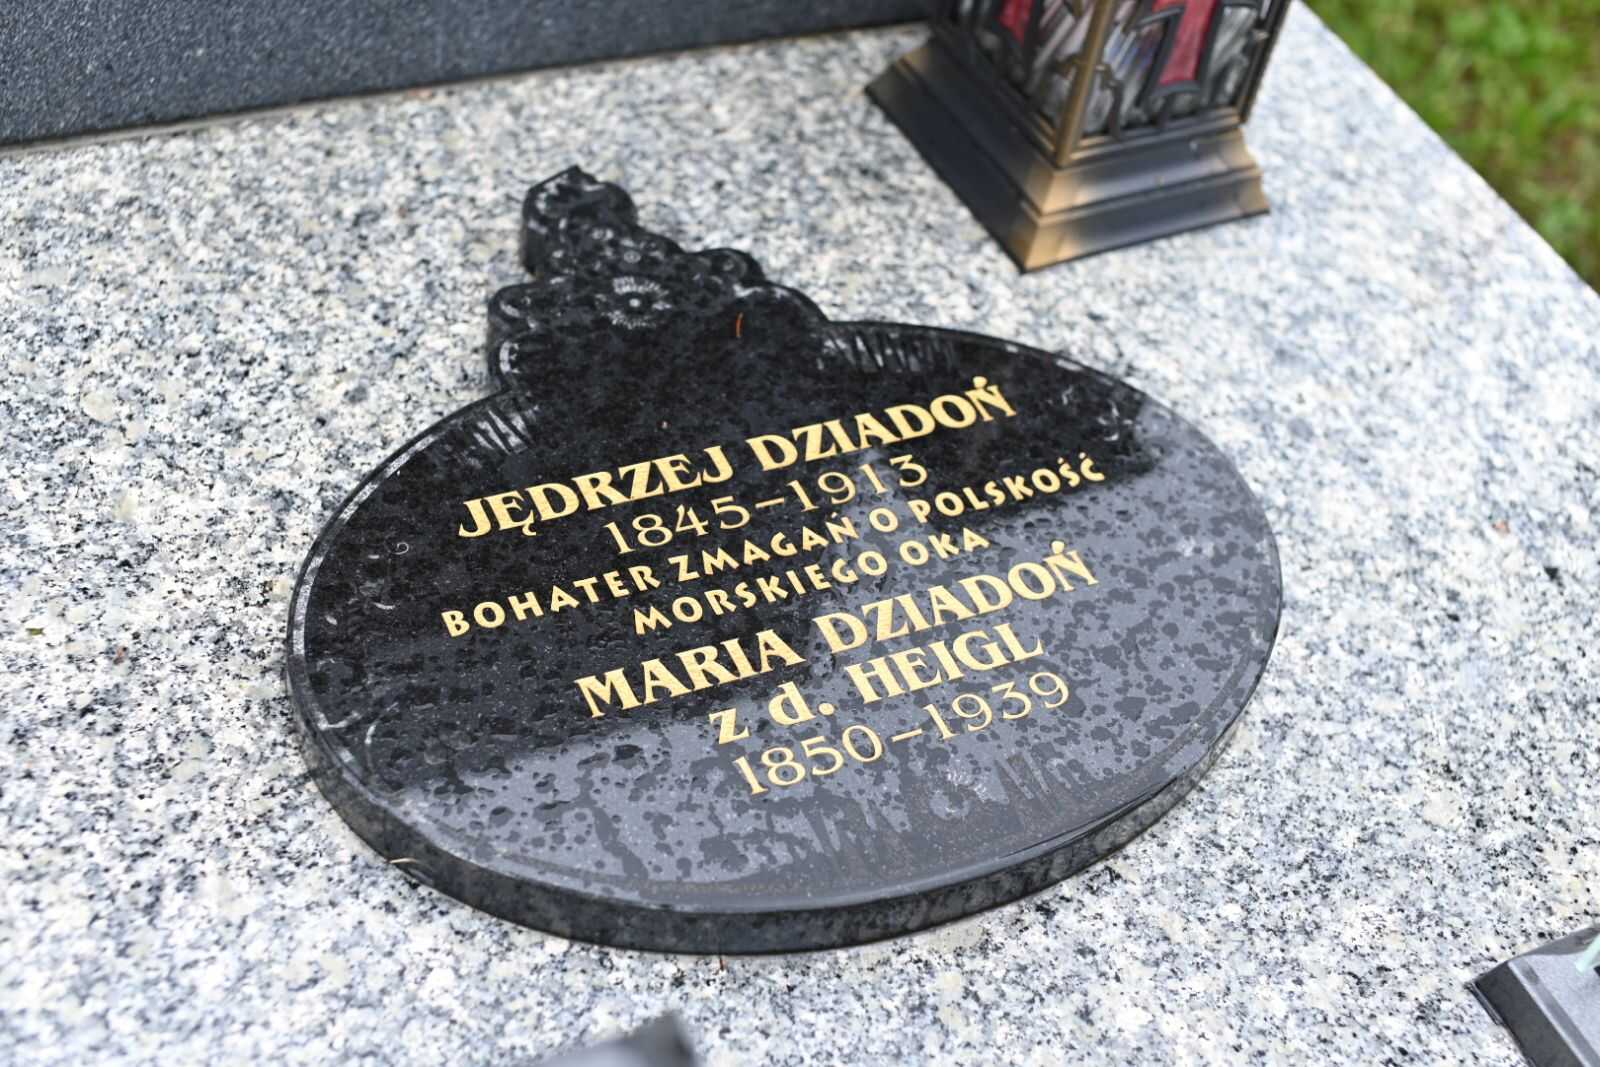 JĘDRZEJ DZIADOŃ
1845-1913
BOHATER ZMAGAŃ O POLSKOŚĆ
MORSKIEGO OKA
MARIA DZIADOŃ
z d. HEIGL
1850-1939